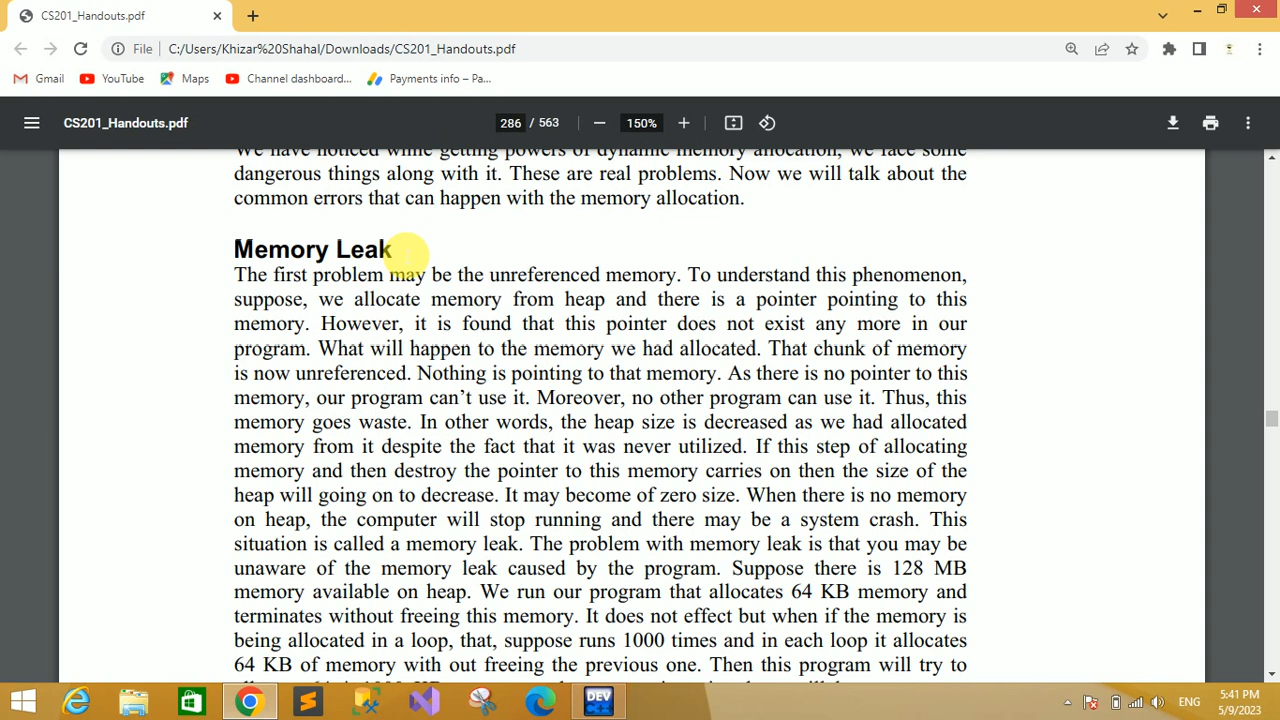 CS201_Handouts.pdf
File C:/Users/Khizar%20Shahal/Downloads/CS201_Handouts.pdf
Gmail YouTube Maps Channel dashboard... Payments info – Pa...
CS201_Handouts.pdf 286 / 563 150%
We have noticed while getting powers of dynamic memory allocation, we face some
dangerous things along with it. These are real problems. Now we will talk about the
common errors that can happen with the memory allocation.
Memory Leak
The first problem may be the unreferenced memory. To understand this phenomenon,
suppose, we allocate memory from heap and there is a pointer pointing to this
memory. However, it is found that this pointer does not exist any more in our
program. What will happen to the memory we had allocated. That chunk of memory
is now unreferenced. Nothing is pointing to that memory. As there is no pointer to this
memory, our program can’t use it. Moreover, no other program can use it. Thus, this
memory goes waste. In other words, the heap size is decreased as we had allocated
memory from it despite the fact that it was never utilized. If this step of allocating
memory and then destroy the pointer to this memory carries on then the size of the
heap will going on to decrease. It may become of zero size. When there is no memory
on heap, the computer will stop running and there may be a system crash. This
situation is called a memory leak. The problem with memory leak is that you may be
unaware of the memory leak caused by the program. Suppose there is 128 MB
memory available on heap. We run our program that allocates 64 KB memory and
terminates without freeing this memory. It does not effect but when if the memory is
being allocated in a loop, that, suppose runs 1000 times and in each loop it allocates
64 KB of memory with out freeing the previous one. Then this program will try to
DEV C++
ENG
5:41 PM
5/9/2023